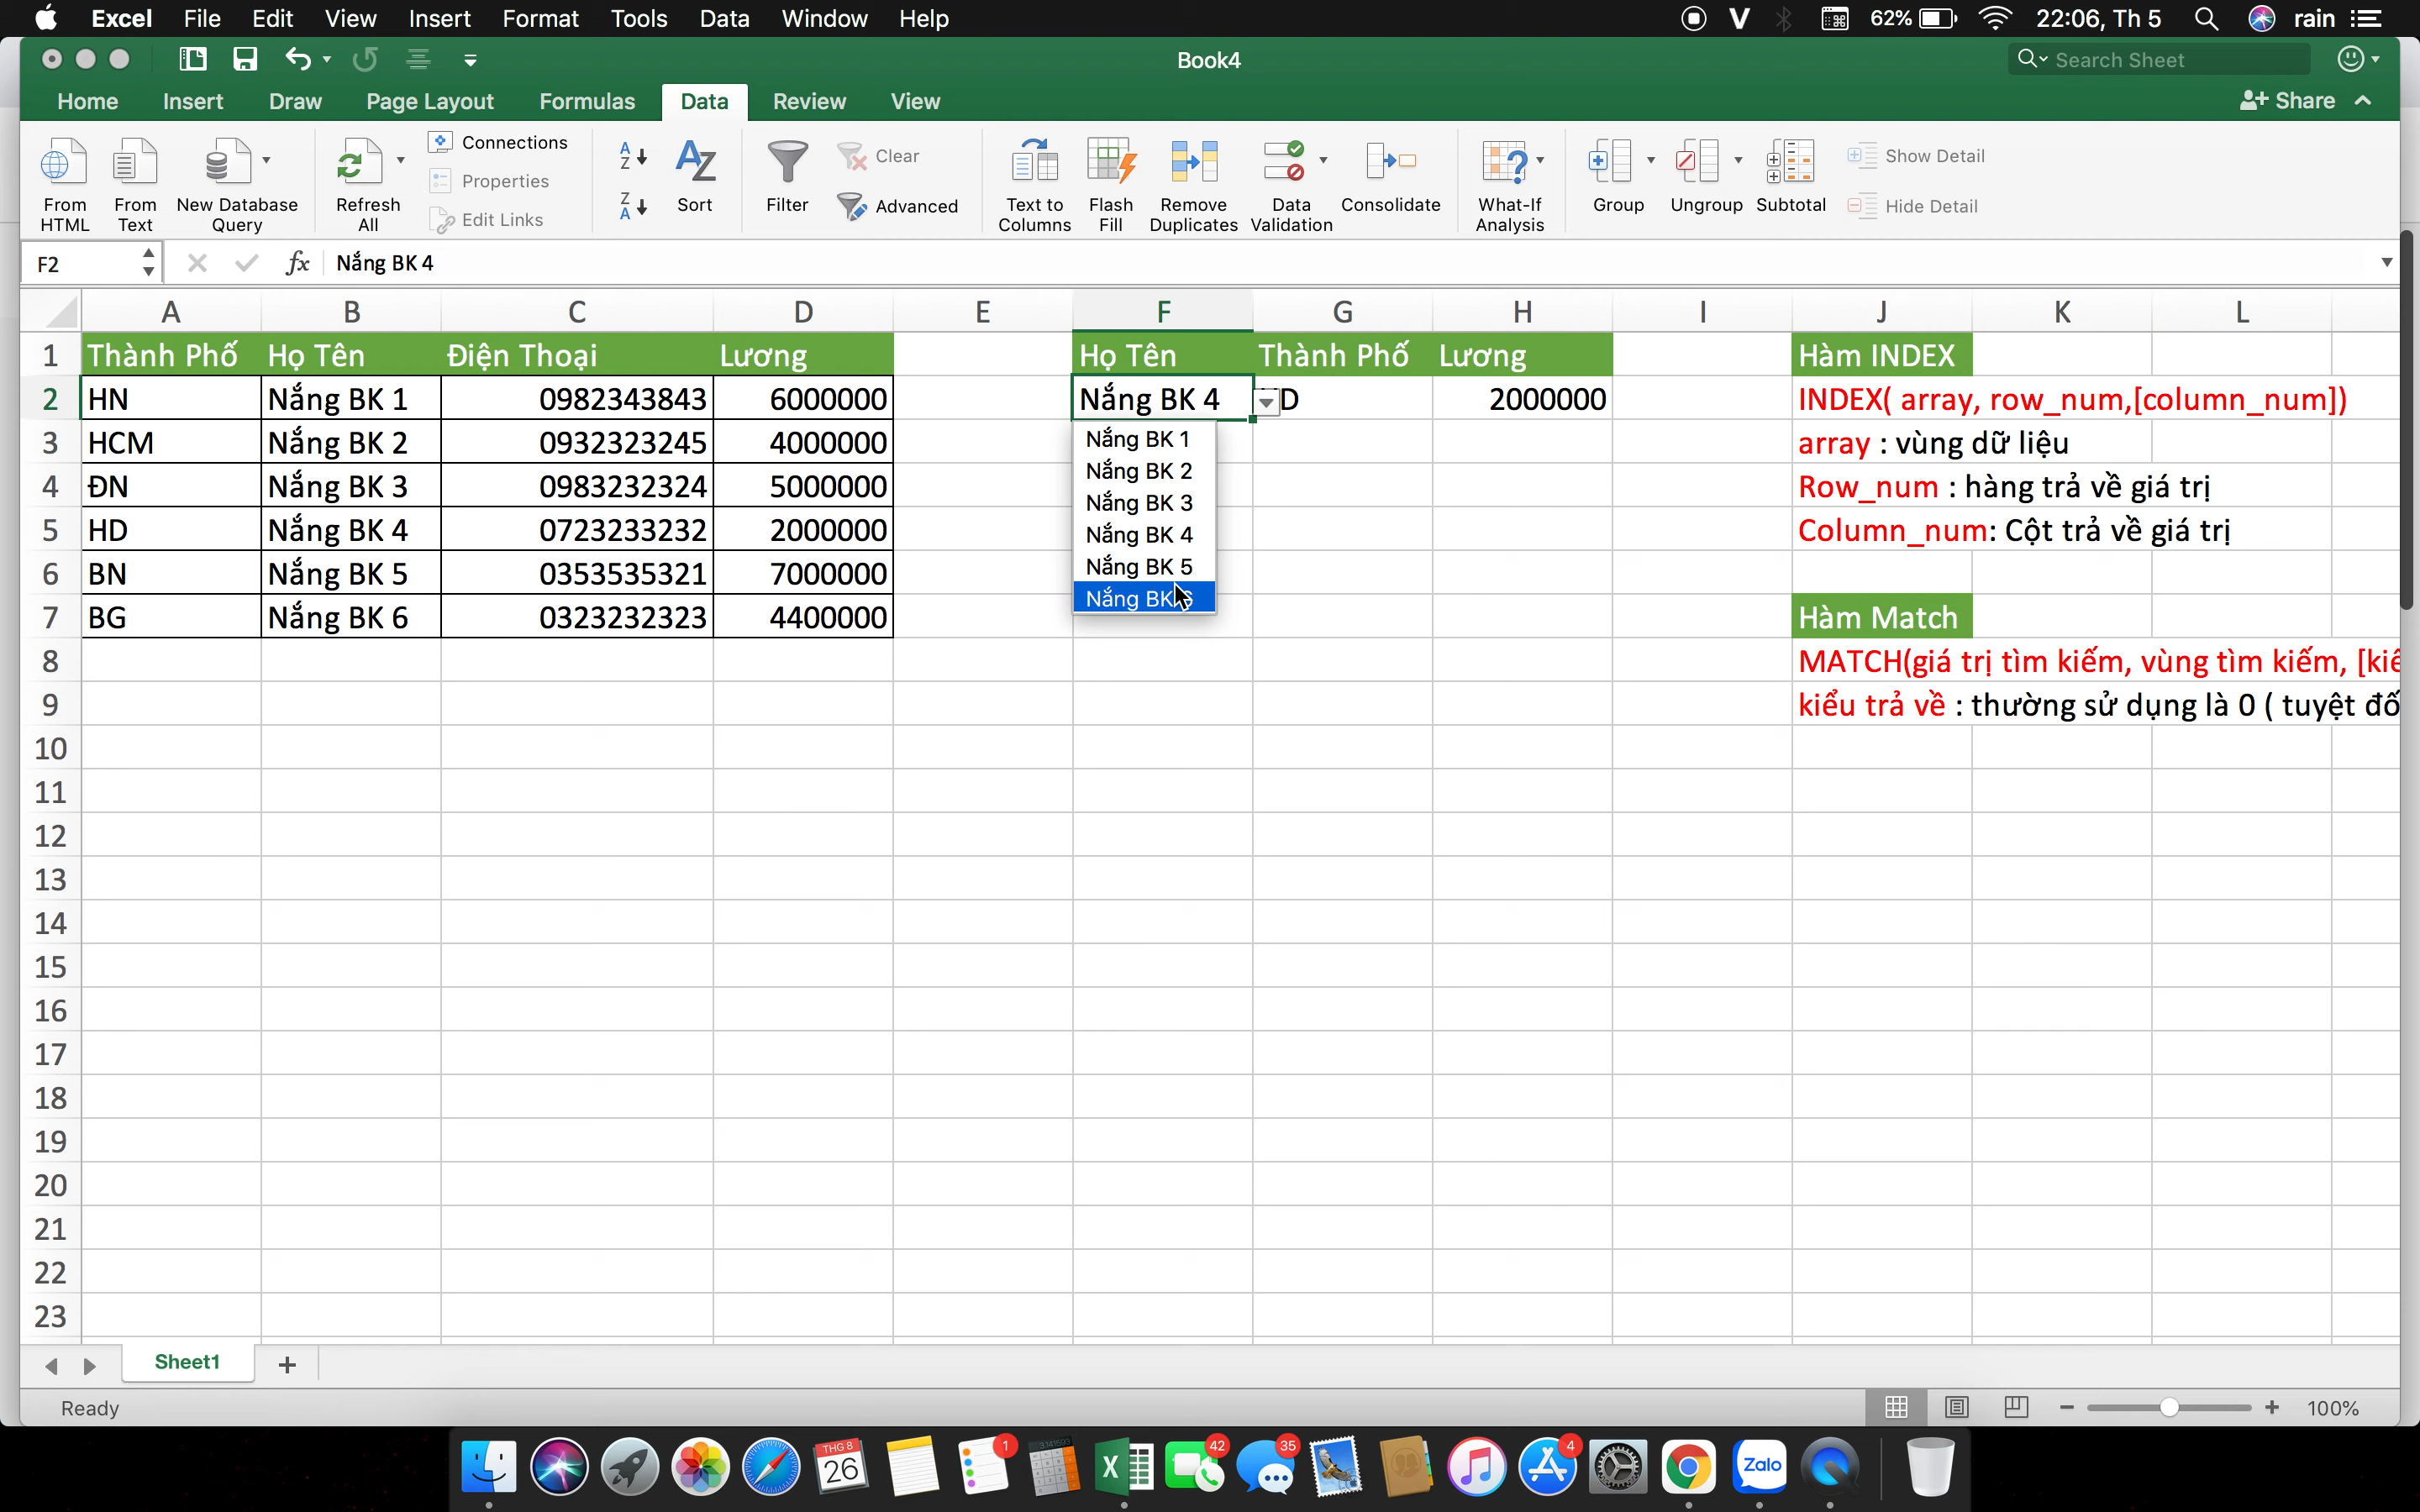 Excel File Edit View Insert Format Tools Data Window Help 62% 22:06, Th 5 rain
Book4 Search Sheet
Home Insert Draw Page Layout Formulas Data Review View Share
From HTML
From Text
New Database Query
Refresh All
Connections
Properties
Edit Links
Sort
Filter
Clear
Advanced
Text to Columns
Flash Fill
Remove Duplicates
Data Validation
Consolidate
What-If Analysis
Group
Ungroup
Subtotal
Show Detail
Hide Detail
F2 fx Nắng BK 4
A B C D E F G H I J K L
1 Thành Phố Họ Tên Điện Thoại Lương Họ Tên Thành Phố Lương Hàm INDEX
2 HN Nắng BK 1 0982343843 6000000 Nắng BK 4 2000000 INDEX( array, row_num,[column_num])
3 HCM Nắng BK 2 0932323245 4000000 array : vùng dữ liệu
4 ĐN Nắng BK 3 0983232324 5000000 Row_num : hàng trả về giá trị
5 HD Nắng BK 4 0723233232 2000000 Column_num: Cột trả về giá trị
6 BN Nắng BK 5 0353535321 7000000
7 BG Nắng BK 6 0323232323 4400000 Hàm Match
8 MATCH(giá trị tìm kiếm, vùng tìm kiếm,
9 kiểu trả về : thường sử dụng là 0 ( tuyệt
Nắng BK 1
Nắng BK 2
Nắng BK 3
Nắng BK 4
Nắng BK 5
Nắng BK 6
10
11
12
13
14
15
16
17
18
19
20
21
22
23
Sheet1
Ready 100%
THG 8
26
1
42
35
4
Zalo